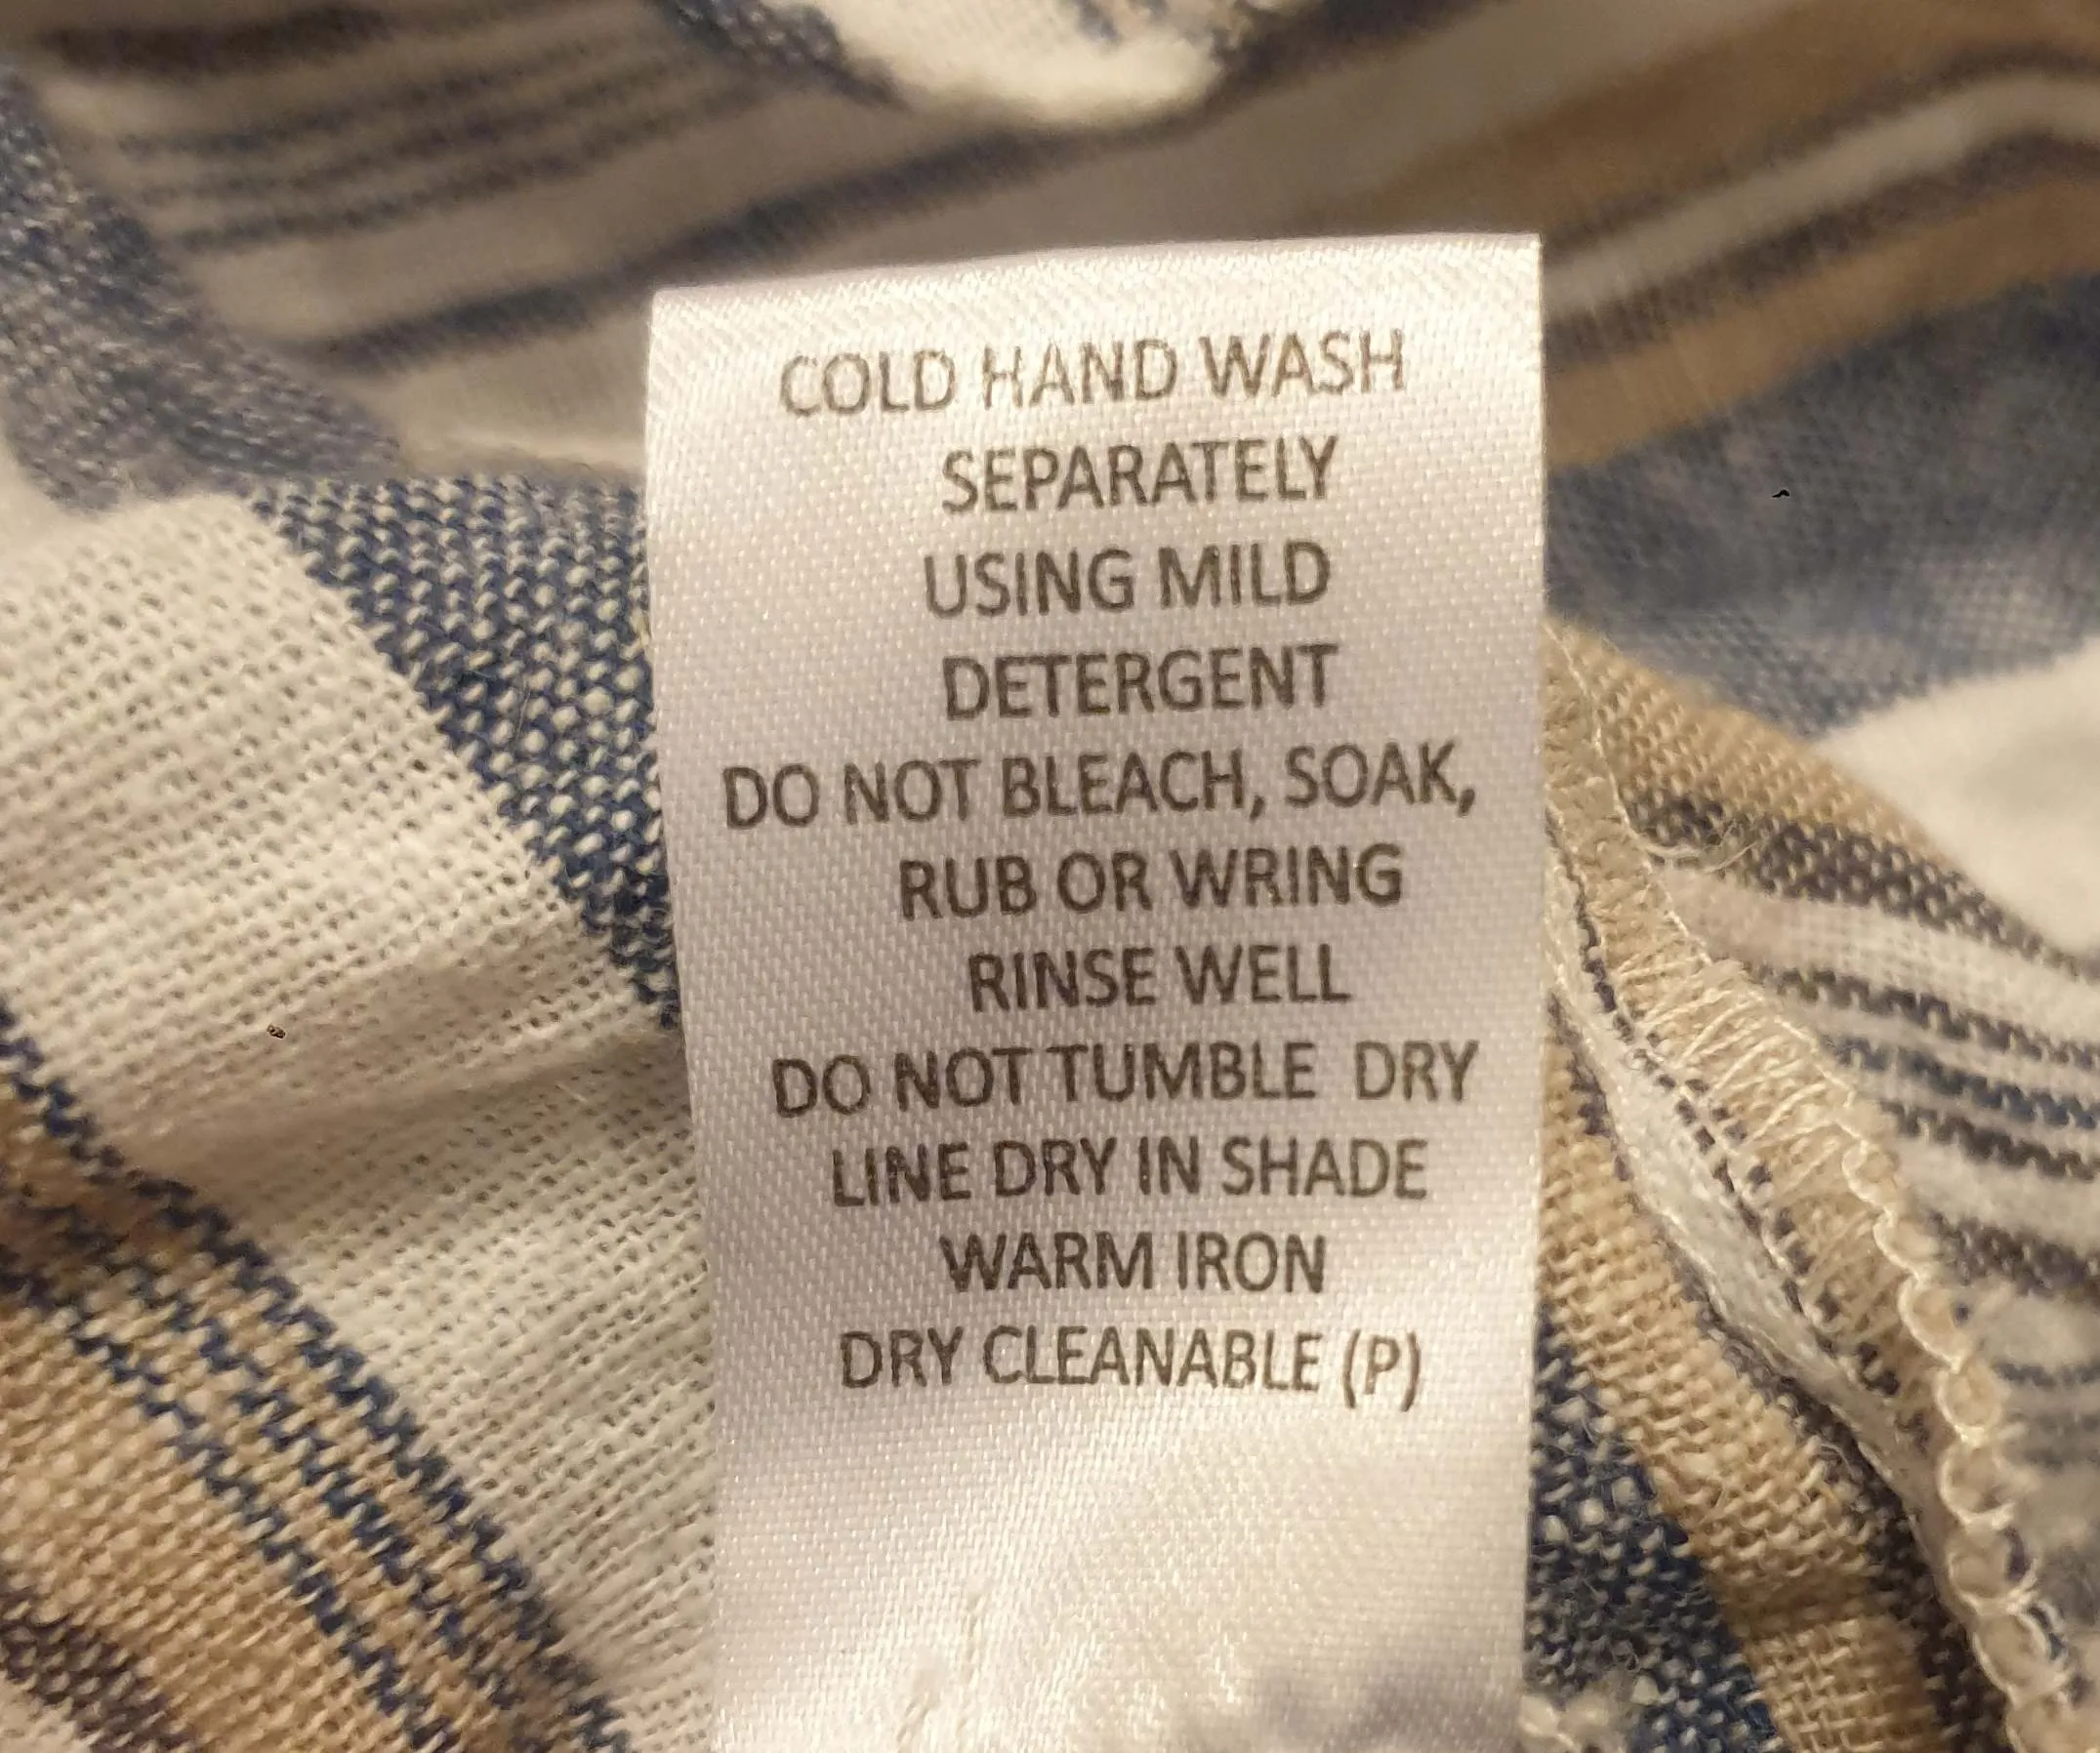 COLD HAND WASH
SEPARATELY
USING MILD
DETERGENT
DO NOT BLEACH, SOAK,
RUB OR WRING
RINSE WELL
DO NOT TUMBLE DRY
LINE DRY IN SHADE
WARM IRON
DRY CLEANABLE (P)